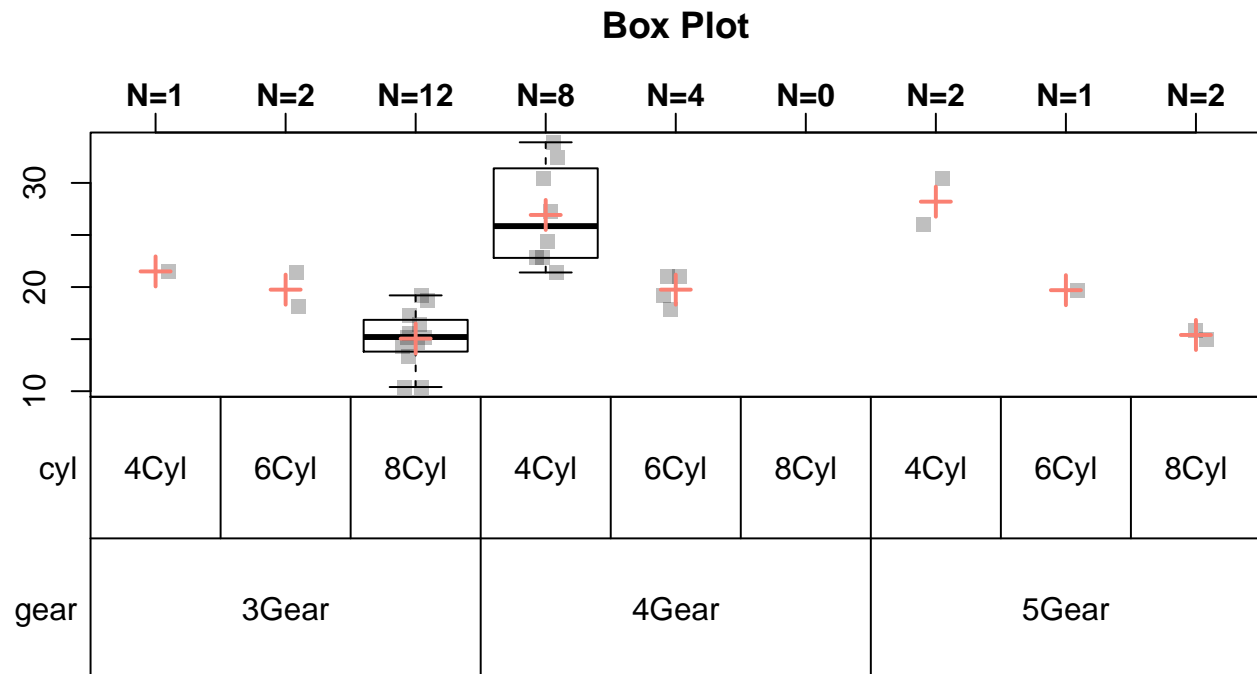 Box Plot
N=1 N=2 N=12 N=8 N=4 N=0 N=2 N=1 N=2
30
20
10
cyl 4Cyl 6Cyl 8Cyl 4Cyl 6Cyl 8Cyl 4Cyl 6Cyl 8Cyl
gear 3Gear 4Gear 5Gear